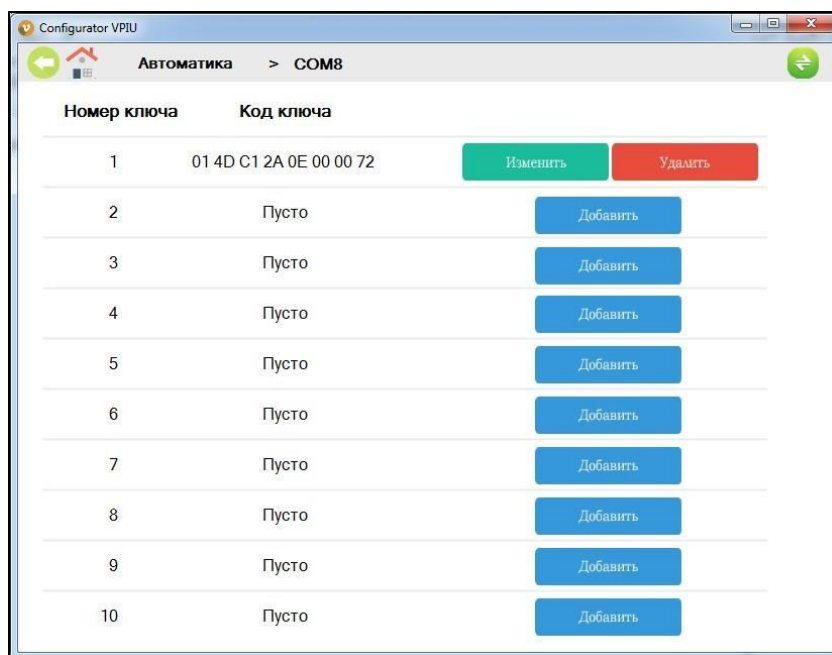 Configurator VPIU
Автоматика > COM8
Номер ключа Код ключа
1 01 4D C1 2A 0E 00 00 72 Изменить Удалить
2 Пусто Добавить
3 Пусто Добавить
4 Пусто Добавить
5 Пусто Добавить
6 Пусто Добавить
7 Пусто Добавить
8 Пусто Добавить
9 Пусто Добавить
10 Пусто Добавить